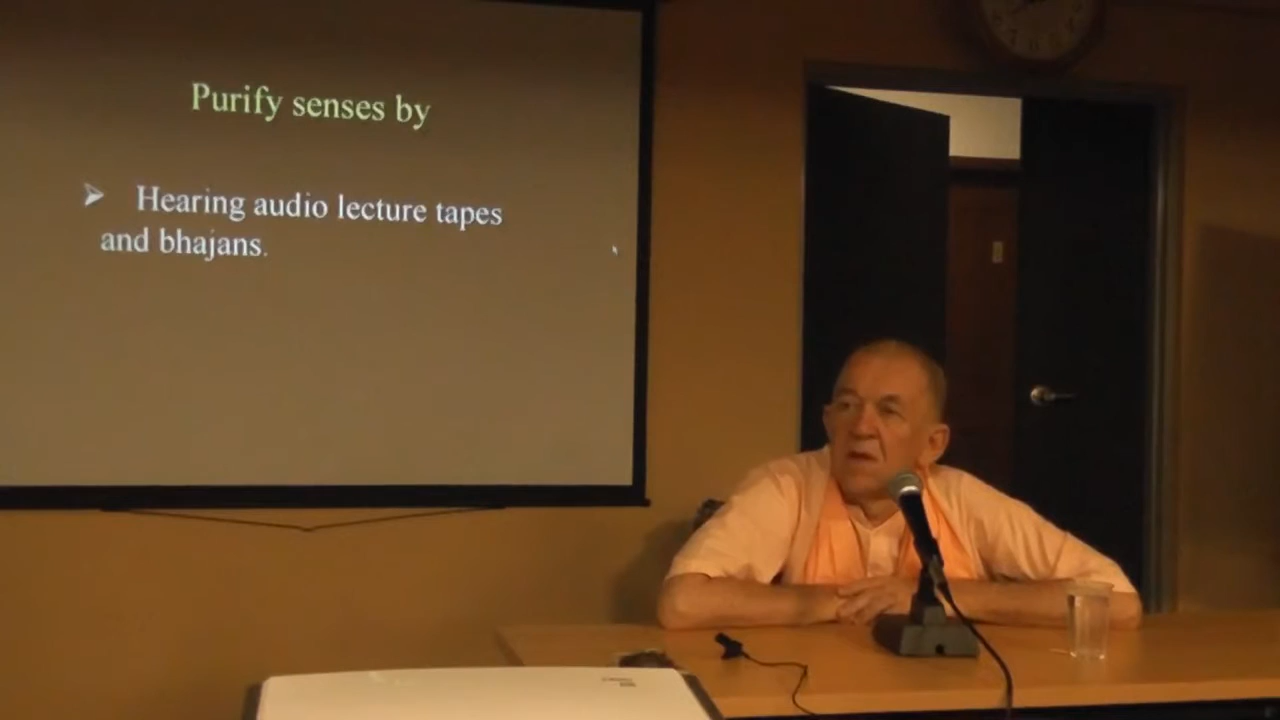 Purify senses by
➢ Hearing audio lecture tapes
and bhajans.